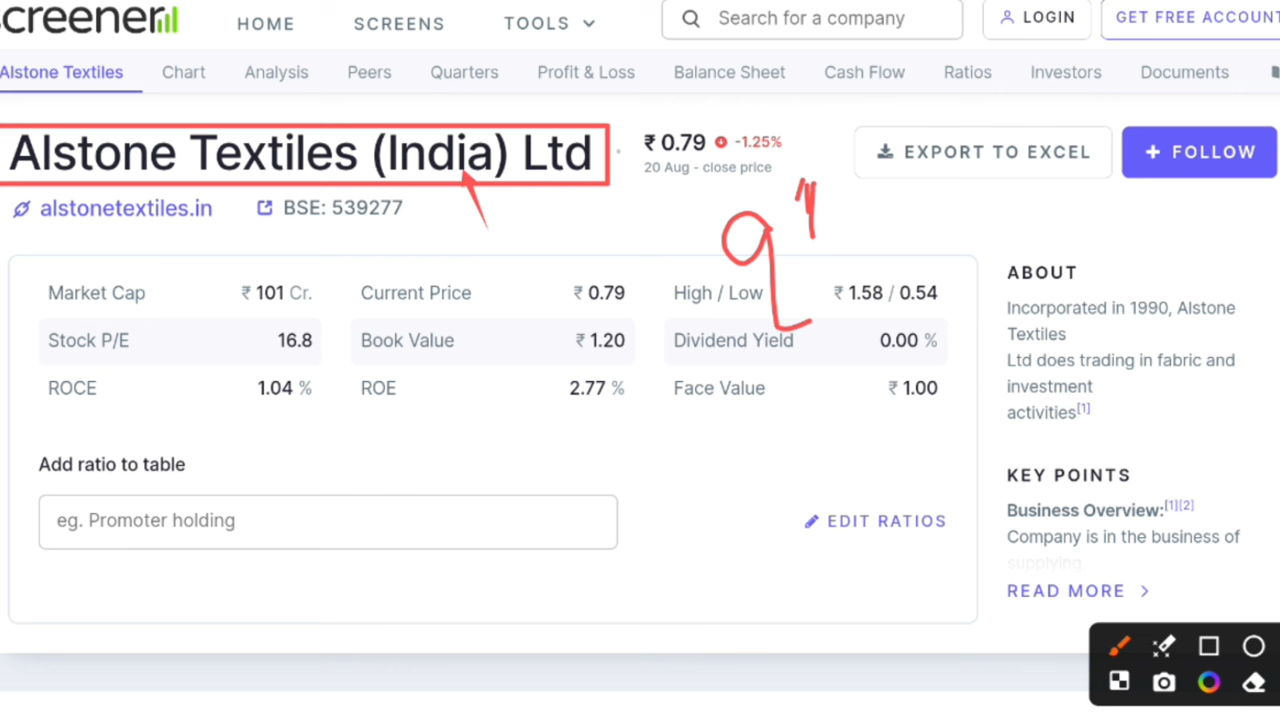 screener
HOME SCREENS TOOLS
Search for a company
LOGIN
GET FREE ACCOUNT
Alstone Textiles Chart Analysis Peers Quarters Profit & Loss Balance Sheet Cash Flow Ratios Investors Documents
Alstone Textiles (India) Ltd
₹ 0.79 -1.25%
20 Aug - close price
EXPORT TO EXCEL
+ FOLLOW
alstonetextiles.in
BSE: 539277
Market Cap ₹ 101 Cr.
Current Price ₹ 0.79
High / Low ₹ 1.58 / 0.54
Stock P/E 16.8
Book Value ₹ 1.20
Dividend Yield 0.00 %
ROCE 1.04 %
ROE 2.77 %
Face Value ₹ 1.00
Add ratio to table
eg. Promoter holding
EDIT RATIOS
ABOUT
Incorporated in 1990, Alstone
Textiles
Ltd does trading in fabric and
investment
activities[1]
KEY POINTS
Business Overview:[1][2]
Company is in the business of
supplying,
READ MORE